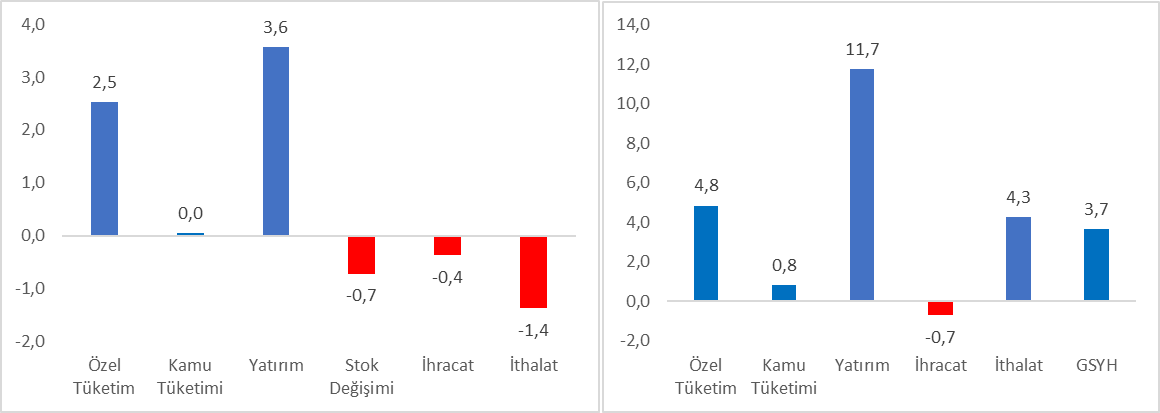 4,0
3,0
2,0
1,0
0,0
-1,0
-2,0
2,5
0,0
3,6
-0,7
-0,4
-1,4
Özel
Tüketim
Kamu
Tüketimi
Yatırım
Stok
Değişimi
İhracat
İthalat
14,0
12,0
10,0
8,0
6,0
4,0
2,0
0,0
-2,0
4,8
0,8
11,7
-0,7
4,3
3,7
Özel
Tüketim
Kamu
Tüketimi
Yatırım
İhracat
İthalat
GSYH